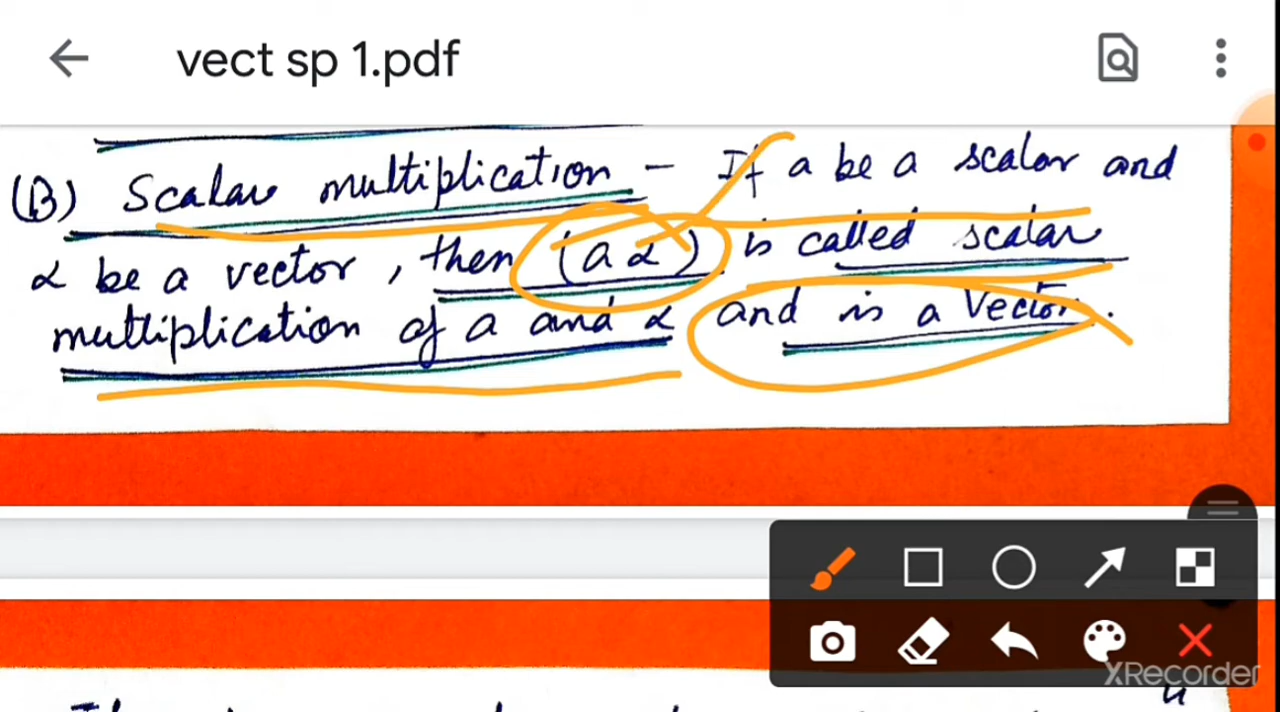 vect sp 1.pdf
(B) Scalar multiplication - If a be a scalar and
α be a vector, then (aα) is called scalar
multiplication of a and α and is a Vector.
XRecorder